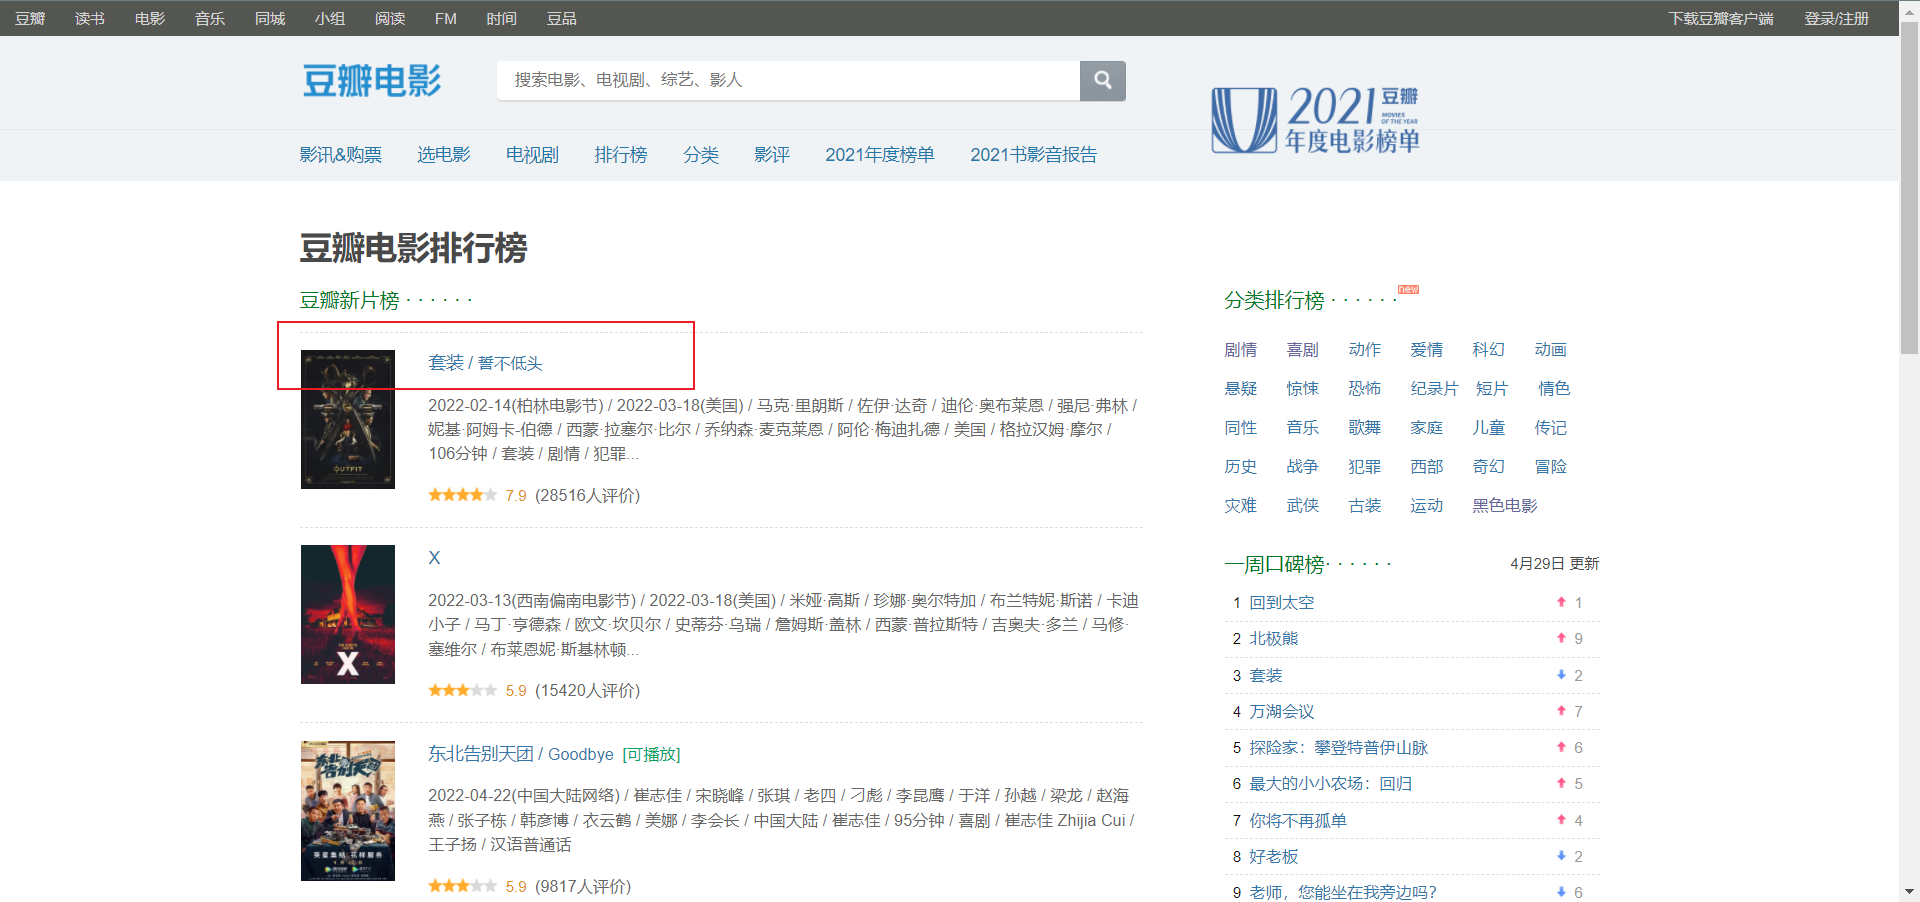 豆瓣 读书 电影 音乐 同城 小组 阅读 FM 时间 豆品 下载豆瓣客户端 登录/注册
豆瓣电影
搜索电影、电视剧、综艺、影人
2021 豆瓣
MOVIES
OF THE YEAR
年度电影榜单
影讯&购票 选电影 电视剧 排行榜 分类 影评 2021年度榜单 2021书影音报告
豆瓣电影排行榜
豆瓣新片榜 · · · · · ·
套装 / 誓不低头
OUTFIT
2022-02-14(柏林电影节) / 2022-03-18(美国) / 马克·里朗斯 / 佐伊·达奇 / 迪伦·奥布莱恩 / 强尼·弗林 /
妮基·阿姆卡-伯德 / 西蒙·拉塞尔·比尔 / 乔纳森·麦克莱恩 / 阿伦·梅迪扎德 / 美国 / 格拉汉姆·摩尔 /
106分钟 / 套装 / 剧情 / 犯罪...
7.9 (28516人评价)
X
X
2022-03-13(西南偏南电影节) / 2022-03-18(美国) / 米娅·高斯 / 珍娜·奥尔特加 / 布兰特妮·斯诺 / 卡迪
小子 / 马丁·亨德森 / 欧文·坎贝尔 / 史蒂芬·乌瑞 / 詹姆斯·盖林 / 西蒙·普拉斯特 / 吉奥夫·多兰 / 马修·
塞维尔 / 布莱恩妮·斯基林顿...
5.9 (15420人评价)
东北告别天团
笑星集结 花样服务
东北告别天团 / Goodbye [可播放]
2022-04-22(中国大陆网络) / 崔志佳 / 宋晓峰 / 张琪 / 老四 / 刁彪 / 李昆鹰 / 于洋 / 孙越 / 梁龙 / 赵海
燕 / 张子栋 / 韩彦博 / 衣云鹤 / 美娜 / 李会长 / 中国大陆 / 崔志佳 / 95分钟 / 喜剧 / 崔志佳 Zhijia Cui /
王子扬 / 汉语普通话
5.9 (9817人评价)
分类排行榜 · · · · · · new
剧情 喜剧 动作 爱情 科幻 动画
悬疑 惊悚 恐怖 纪录片 短片 情色
同性 音乐 歌舞 家庭 儿童 传记
历史 战争 犯罪 西部 奇幻 冒险
灾难 武侠 古装 运动 黑色电影
一周口碑榜· · · · · · 4月29日 更新
1 回到太空 1
2 北极熊 9
3 套装 2
4 万湖会议 7
5 探险家：攀登特普伊山脉 6
6 最大的小小农场：回归 5
7 你将不再孤单 4
8 好老板 2
9 老师，您能坐在我旁边吗？ 6